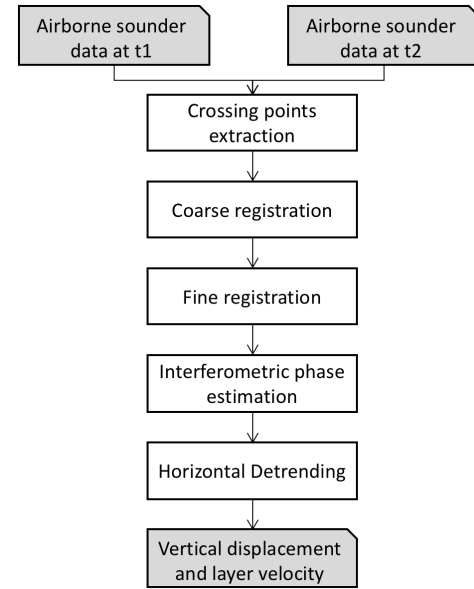 Airborne sounder
data at t1
Airborne sounder
data at t2
Crossing points
extraction
Coarse registration
Fine registration
Interferometric phase
estimation
Horizontal Detrending
Vertical displacement
and layer velocity